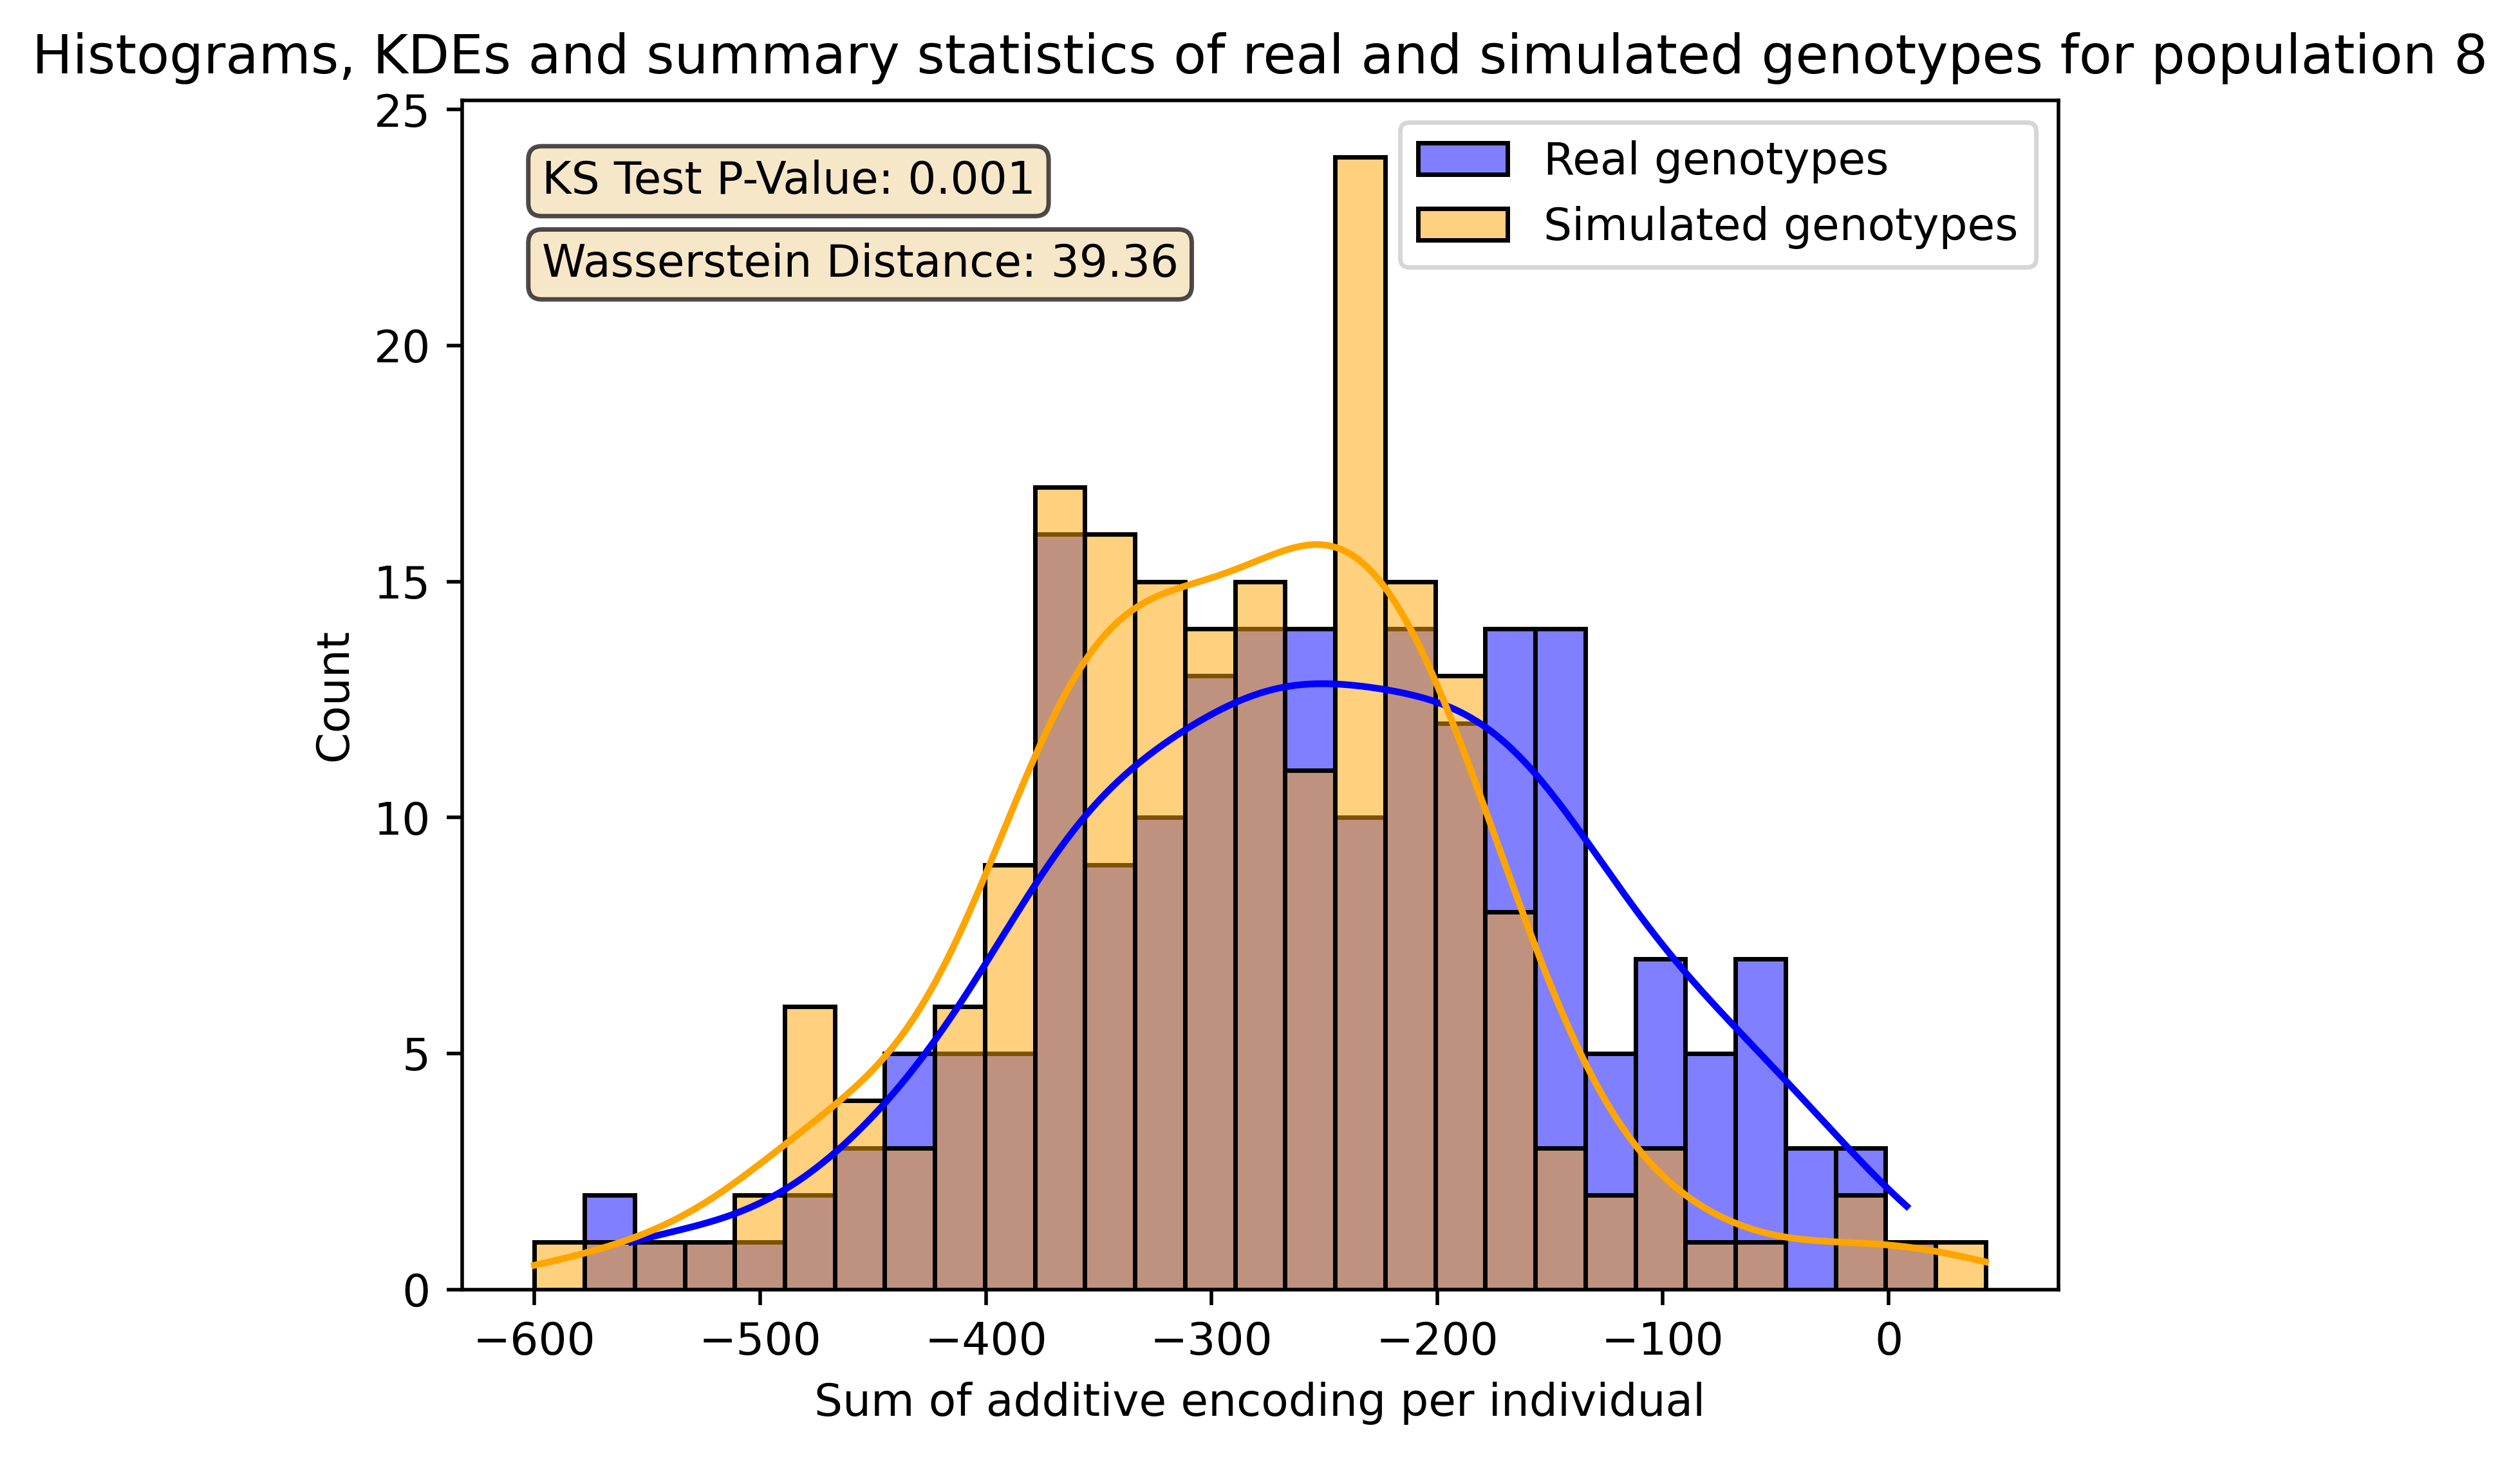 Histograms, KDEs and summary statistics of real and simulated genotypes for population 8
25
20
15
10
5
0
Count
KS Test P-Value: 0.001
Wasserstein Distance: 39.36
Real genotypes
Simulated genotypes
−600 −500 −400 −300 −200 −100 0
Sum of additive encoding per individual